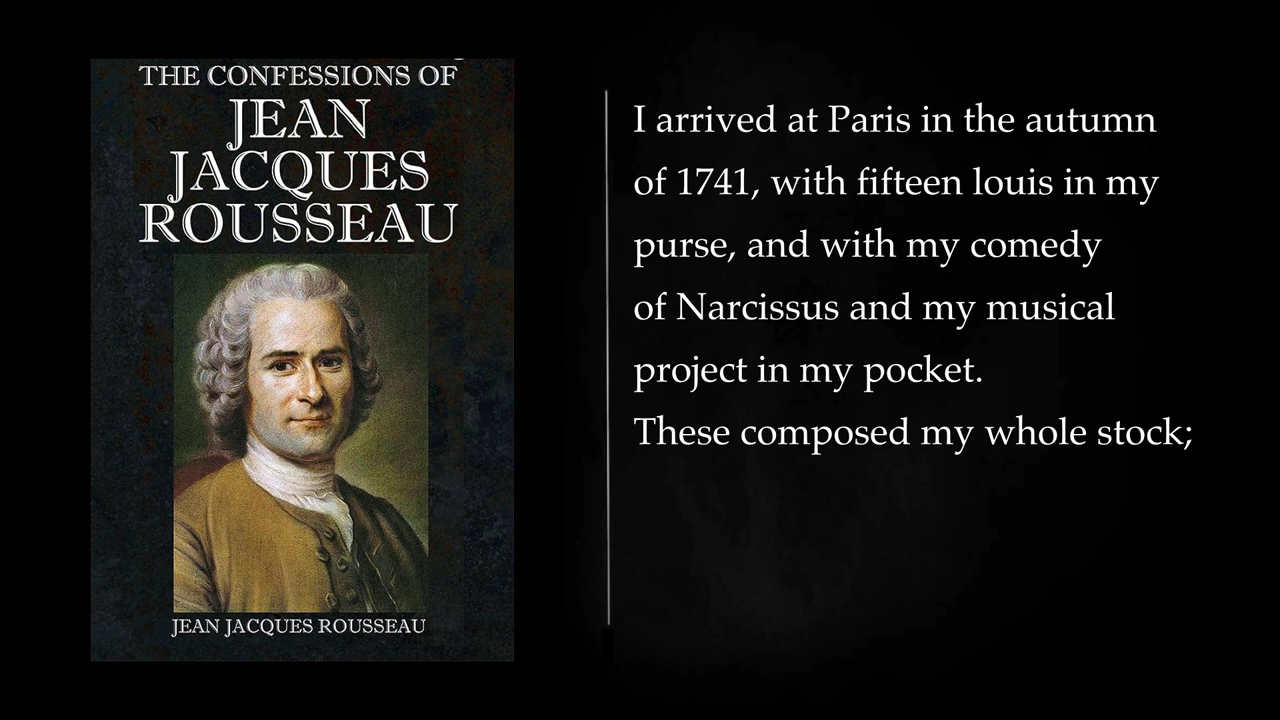 THE CONFESSIONS OF
JEAN
JACQUES
ROUSSEAU
JEAN JACQUES ROUSSEAU
I arrived at Paris in the autumn
of 1741, with fifteen louis in my
purse, and with my comedy
of Narcissus and my musical
project in my pocket.
These composed my whole stock;